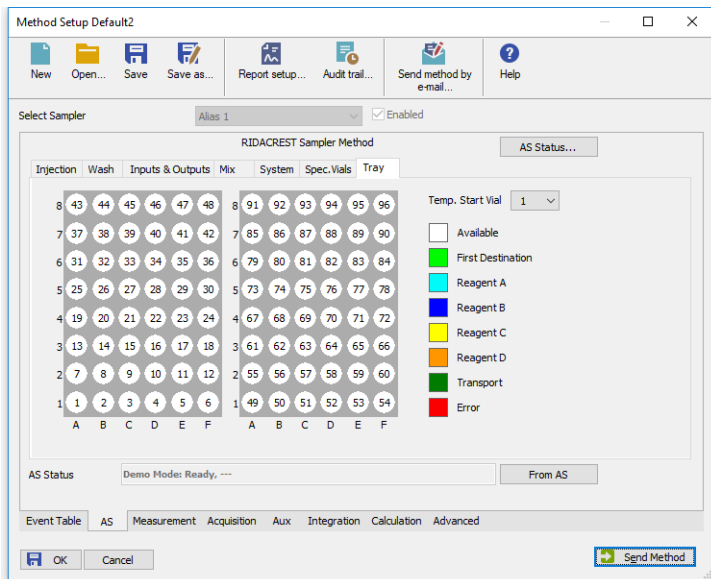 Method Setup Default2
New Open... Save Save as... Report setup... Audit trail... Send method by e-mail... Help
Select Sampler Alias 1 Enabled
RIDACREST Sampler Method AS Status...
Injection Wash Inputs & Outputs Mix System Spec.Vials Tray
Temp. Start Vial 1
8 43 44 45 46 47 48 8 91 92 93 94 95 96
Available
7 37 38 39 40 41 42 7 85 86 87 88 89 90
First Destination
6 31 32 33 34 35 36 6 79 80 81 82 83 84
Reagent A
5 25 26 27 28 29 30 5 73 74 75 76 77 78
Reagent B
4 19 20 21 22 23 24 4 67 68 69 70 71 72
Reagent C
3 13 14 15 16 17 18 3 61 62 63 64 65 66
Reagent D
2 7 8 9 10 11 12 2 55 56 57 58 59 60
Transport
1 1 2 3 4 5 6 1 49 50 51 52 53 54
Error
A B C D E F A B C D E F
AS Status Demo Mode: Ready, --- From AS
Event Table AS Measurement Acquisition Aux Integration Calculation Advanced
OK Cancel Send Method